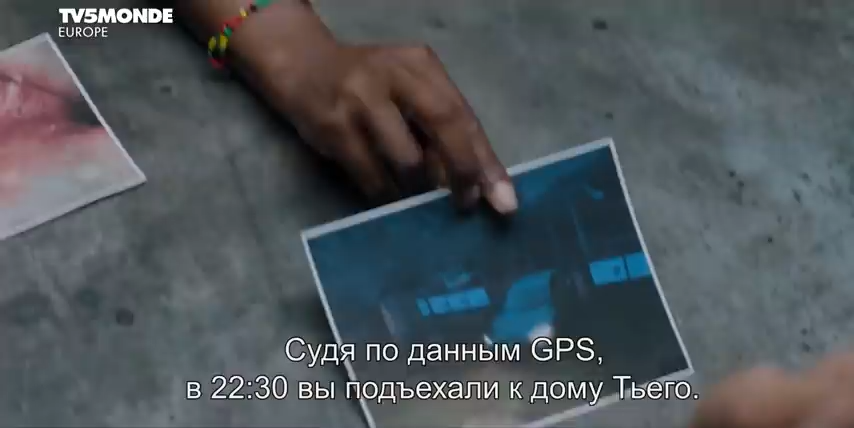 TV5MONDE
EUROPE
Судя по данным GPS,
в 22:30 вы подъехали к дому Тьего.